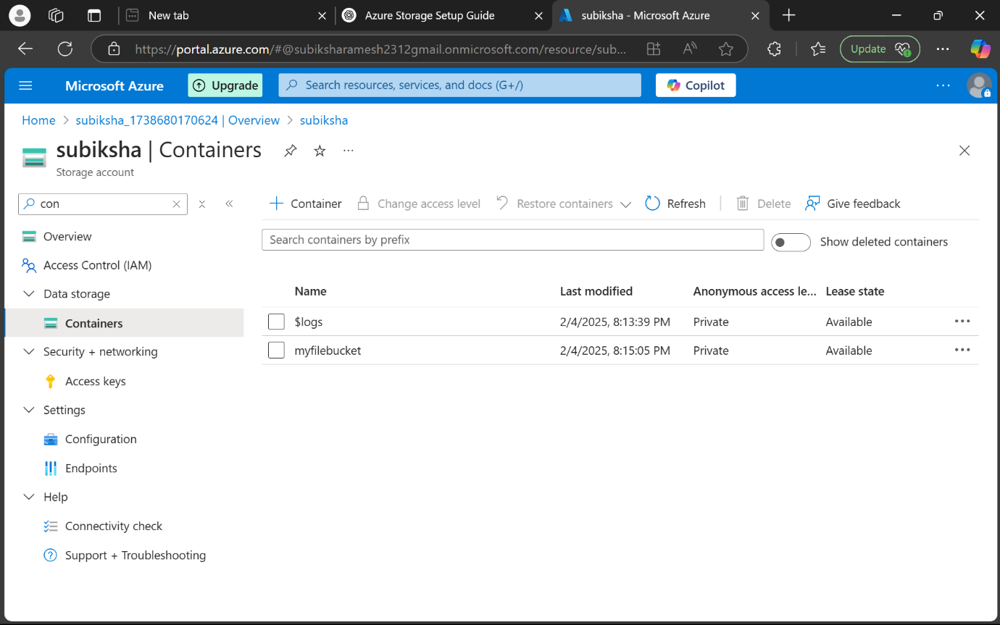 New tab
Azure Storage Setup Guide
subiksha - Microsoft Azure
https://portal.azure.com/#@subiksharamesh2312gmail.onmicrosoft.com/resource/sub...
Update
Microsoft Azure
Upgrade
Search resources, services, and docs (G+/)
Copilot
Home > subiksha_1738680170624 | Overview > subiksha
subiksha | Containers
Storage account
con
Container
Change access level
Restore containers
Refresh
Delete
Give feedback
Search containers by prefix
Show deleted containers
Overview
Access Control (IAM)
Data storage
Containers
Security + networking
Access keys
Settings
Configuration
Endpoints
Help
Connectivity check
Support + Troubleshooting
Name Last modified Anonymous access le... Lease state
$logs 2/4/2025, 8:13:39 PM Private Available
myfilebucket 2/4/2025, 8:15:05 PM Private Available